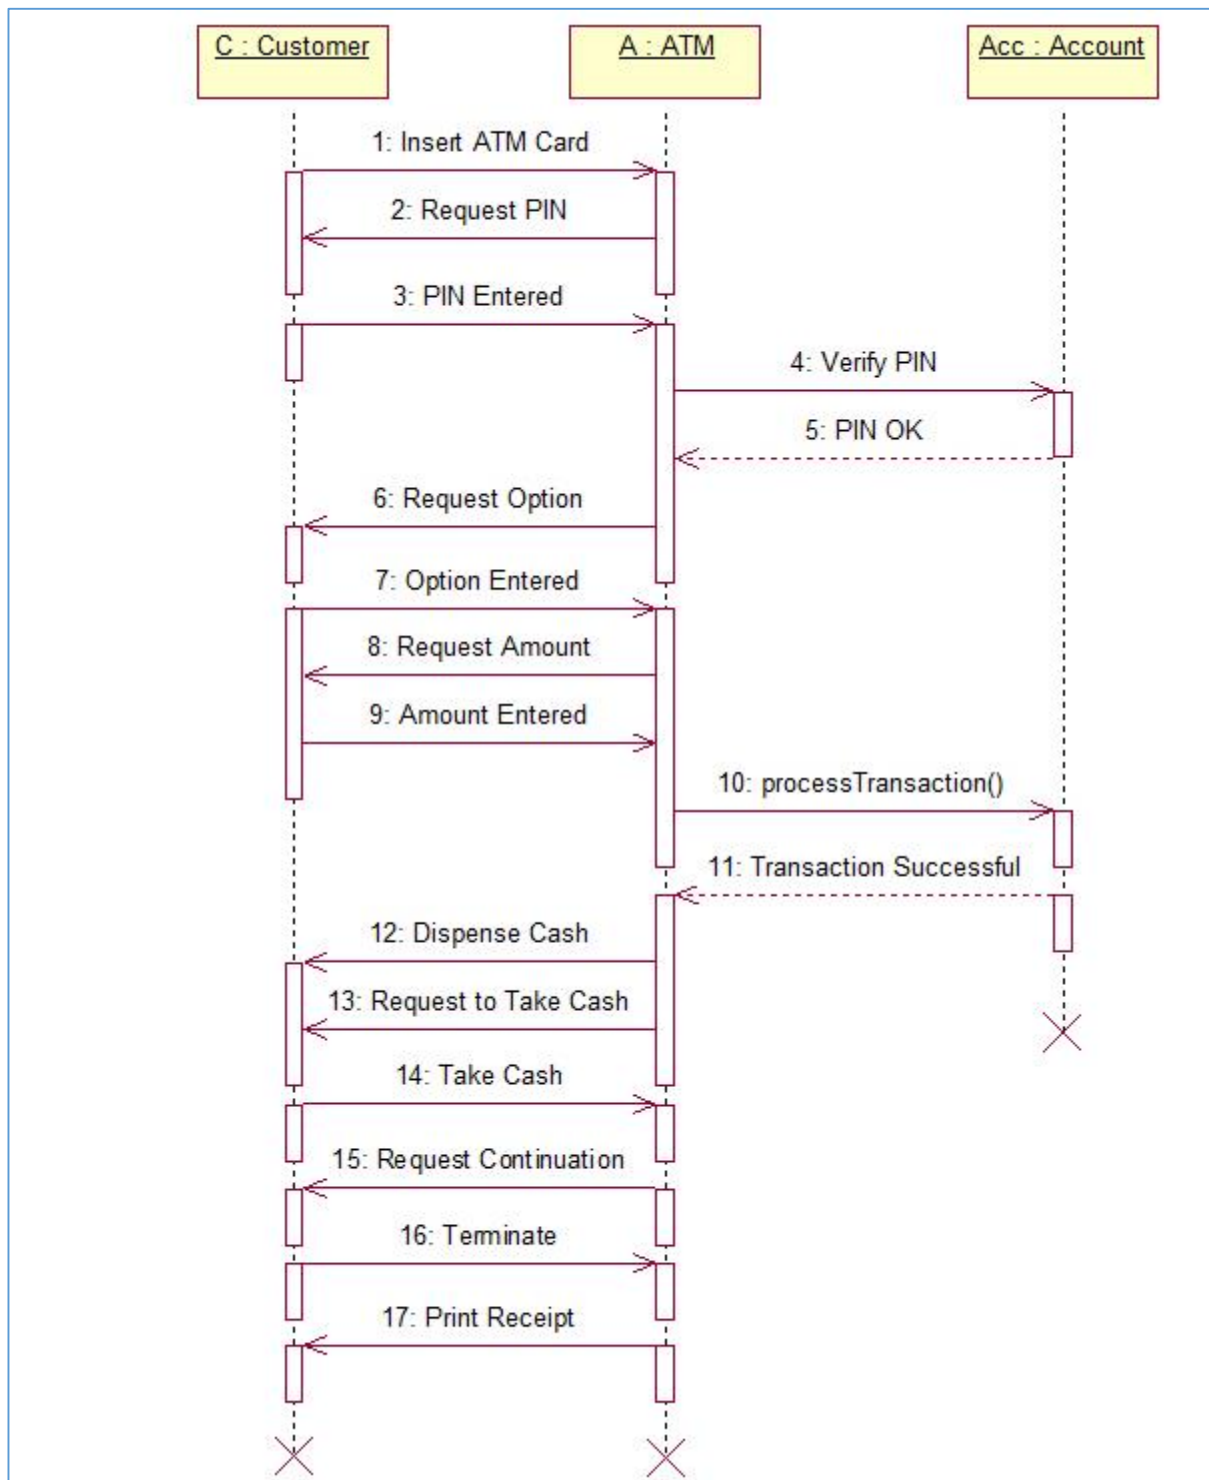 C : Customer
A : ATM
Acc : Account
1: Insert ATM Card
2: Request PIN
3: PIN Entered
4: Verify PIN
5: PIN OK
6: Request Option
7: Option Entered
8: Request Amount
9: Amount Entered
10: processTransaction()
11: Transaction Successful
12: Dispense Cash
13: Request to Take Cash
14: Take Cash
15: Request Continuation
16: Terminate
17: Print Receipt